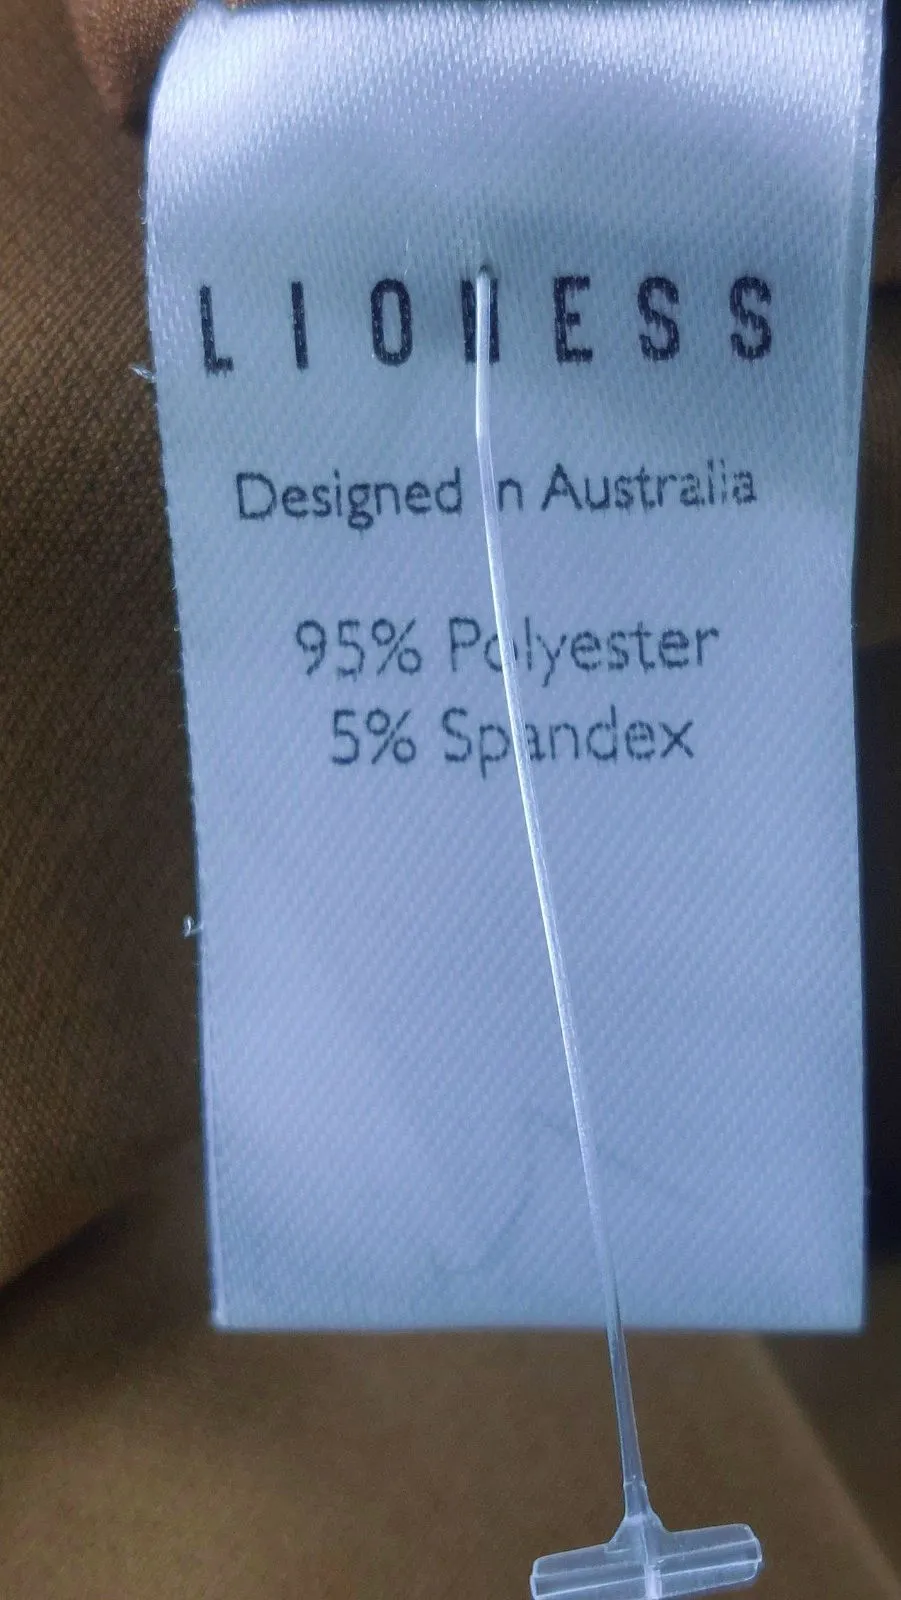 LIONESS
Designed in Australia
95% Polyester
5% Spandex